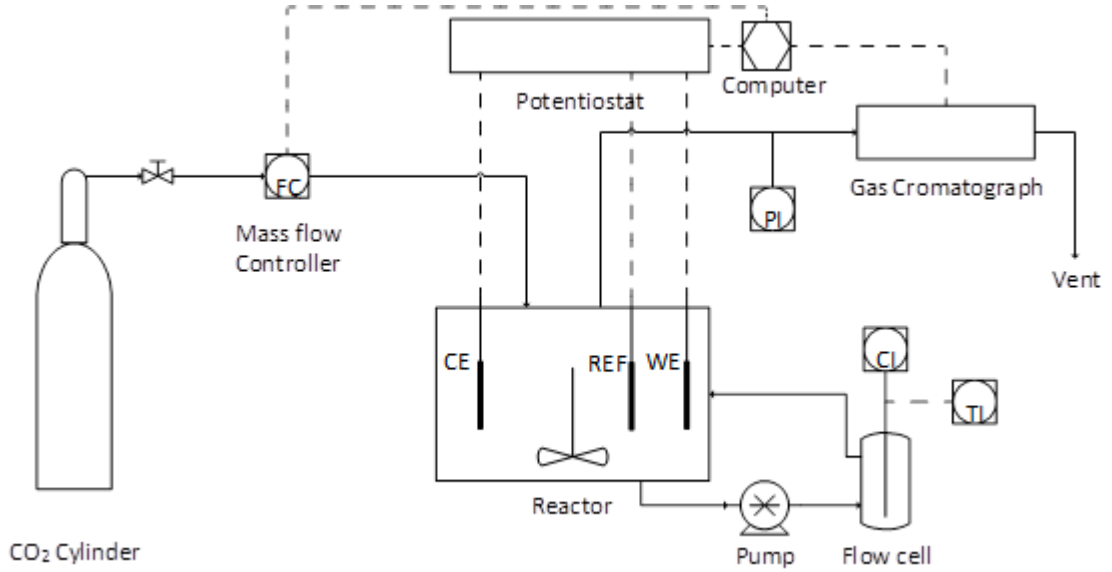 Potentiostat
Computer
FC
Mass flow
Controller
Gas Cromatograph
PI
Vent
CE
REF
WE
CI
TI
Reactor
CO₂ Cylinder
Pump
Flow cell